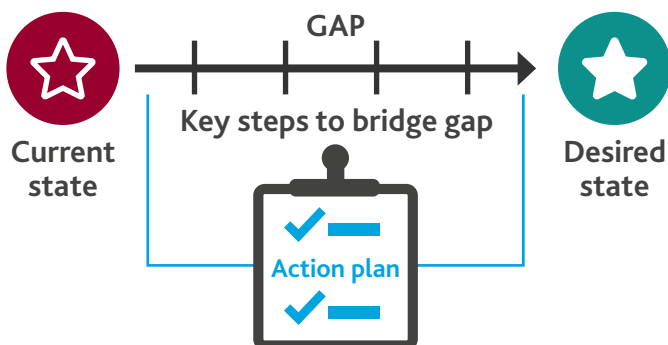 GAP
Key steps to bridge gap
Current
state
Desired
state
Action plan